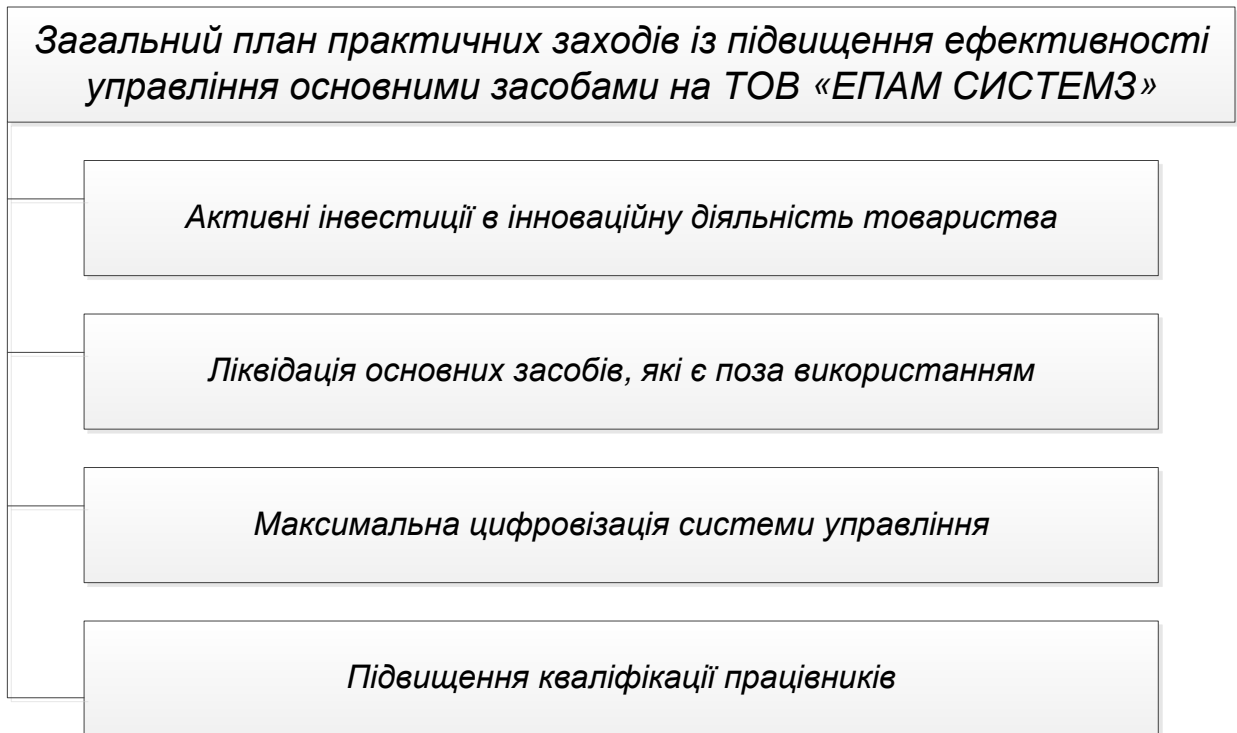 Загальний план практичних заходів із підвищення ефективності
управління основними засобами на ТОВ «ЕПАМ СИСТЕМЗ»
Активні інвестиції в інноваційну діяльність товариства
Ліквідація основних засобів, які є поза використанням
Максимальна цифровізація системи управління
Підвищення кваліфікації працівників